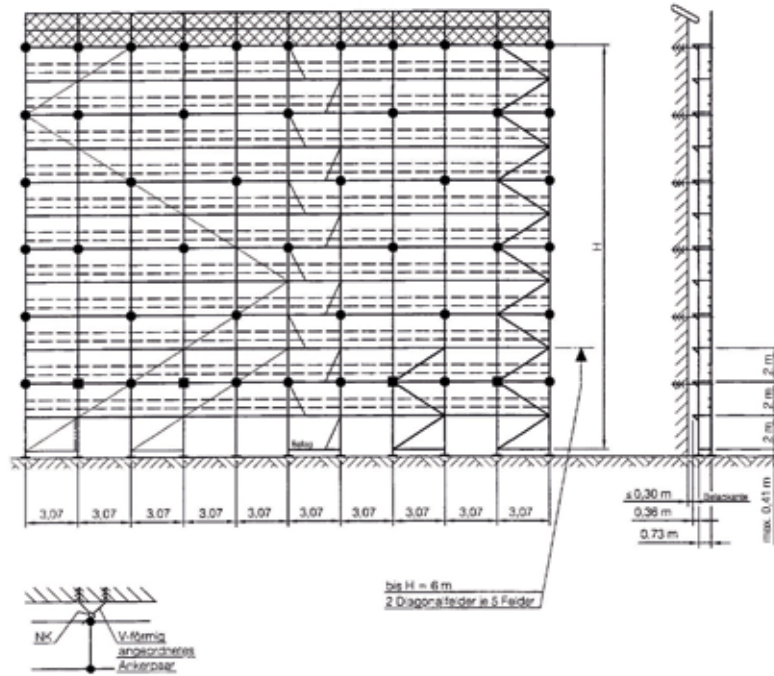 H
Belag
3,07 3,07 3,07 3,07 3,07 3,07 3,07 3,07 3,07 3,07
2 m
2 m
2 m
max. 0,41 m
≤ 0,30 m
Belagkante
0,36 m
0,73 m
bis H = 6 m
2 Diagonalfelder je 5 Felder
NK
V-förmig
angeordnetes
Ankerpaar